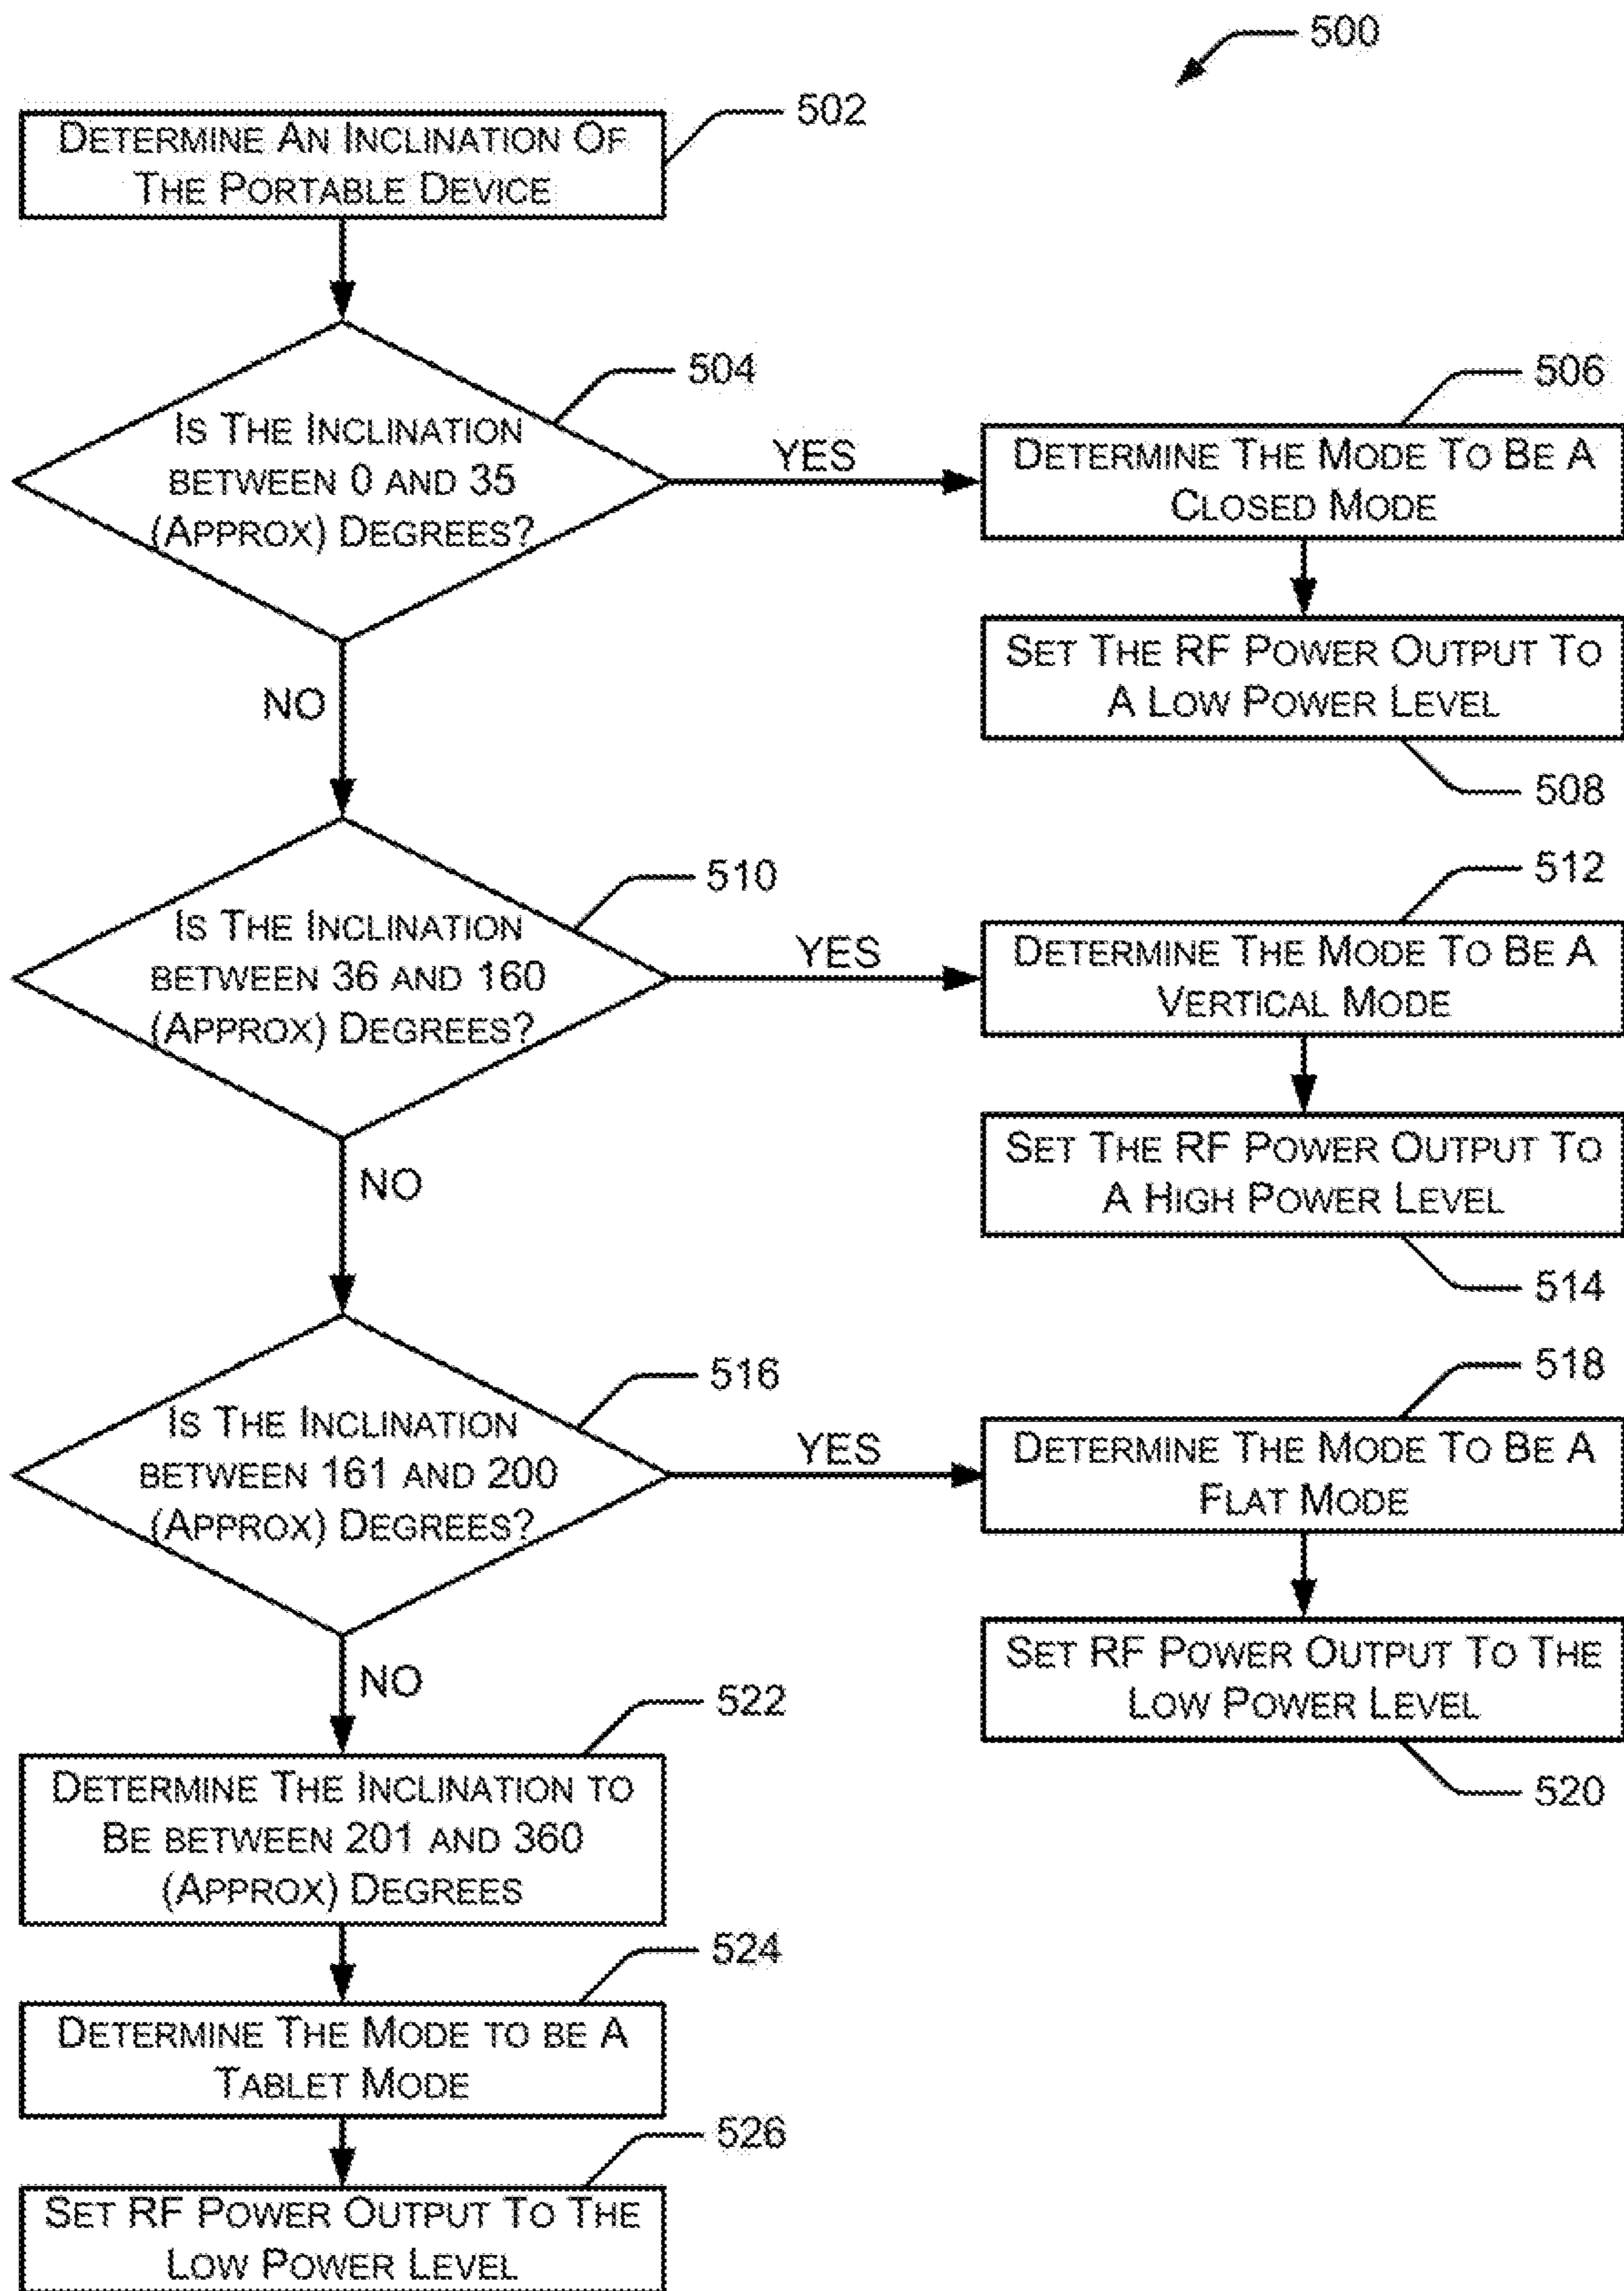 500
502
DETERMINE AN INCLINATION OF
THE PORTABLE DEVICE
504
IS THE INCLINATION
BETWEEN 0 AND 35
(APPROX) DEGREES?
YES
506
DETERMINE THE MODE TO BE A
CLOSED MODE
SET THE RF POWER OUTPUT TO
A LOW POWER LEVEL
508
NO
510
IS THE INCLINATION
BETWEEN 36 AND 160
(APPROX) DEGREES?
YES
512
DETERMINE THE MODE TO BE A
VERTICAL MODE
SET THE RF POWER OUTPUT TO
A HIGH POWER LEVEL
514
NO
516
IS THE INCLINATION
BETWEEN 161 AND 200
(APPROX) DEGREES?
YES
518
DETERMINE THE MODE TO BE A
FLAT MODE
SET RF POWER OUTPUT TO THE
LOW POWER LEVEL
520
NO
522
DETERMINE THE INCLINATION TO
BE BETWEEN 201 AND 360
(APPROX) DEGREES
524
DETERMINE THE MODE TO BE A
TABLET MODE
526
SET RF POWER OUTPUT TO THE
LOW POWER LEVEL